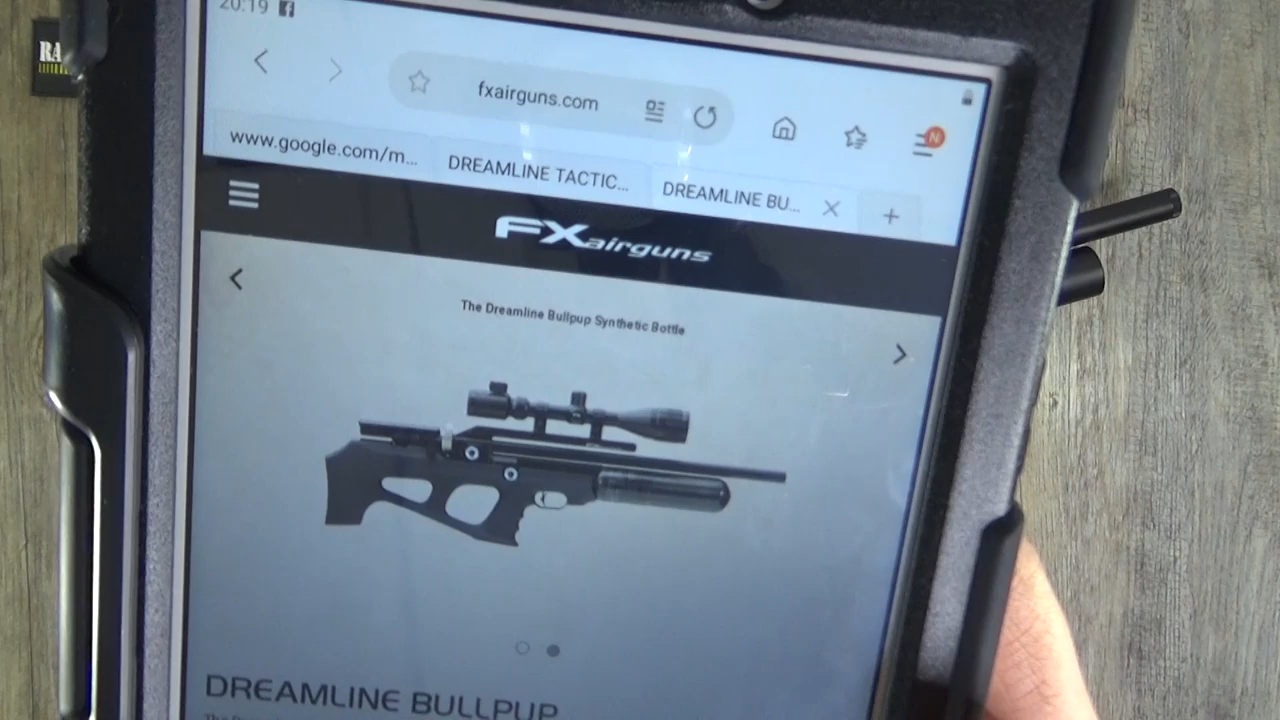 20:19
RA
fxairguns.com
N
www.google.com/m...
DREAMLINE TACTIC...
DREAMLINE BU...
FXairguns
The Dreamline Bullpup Synthetic Bottle
DREAMLINE BULLPUP